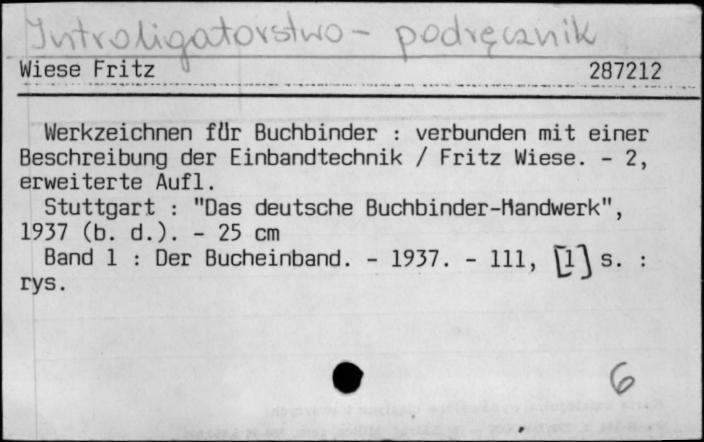 Introligatorstwo - podręcznik
Wiese Fritz 287212
Werkzeichnen für Buchbinder : verbunden mit einer
Beschreibung der Einbandtechnik / Fritz Wiese. - 2,
erweiterte Aufl.
Stuttgart : "Das deutsche Buchbinder-Handwerk",
1937 (b. d.). - 25 cm
Band 1 : Der Bucheinband. - 1937. - 111, [1] s. :
rys.
6